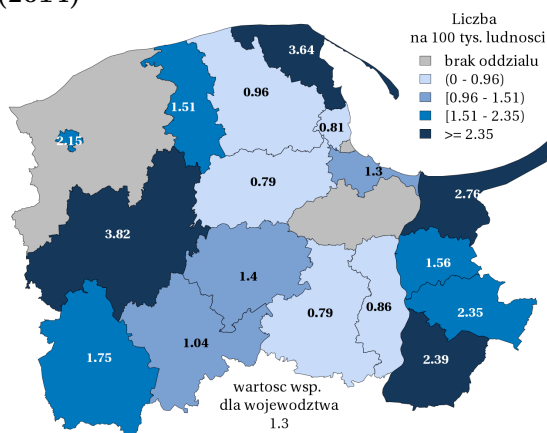 (2014)
Liczba
na 100 tys. ludnosci
brak oddzialu
(0 - 0.96)
[0.96 - 1.51)
[1.51 - 2.35)
>= 2.35
3.64
0.96
1.51
0.81
2.15
1.3
0.79
2.76
3.82
1.56
1.4
2.35
0.79
0.86
1.04
1.75
2.39
wartosc wsp.
dla wojewodztwa
1.3